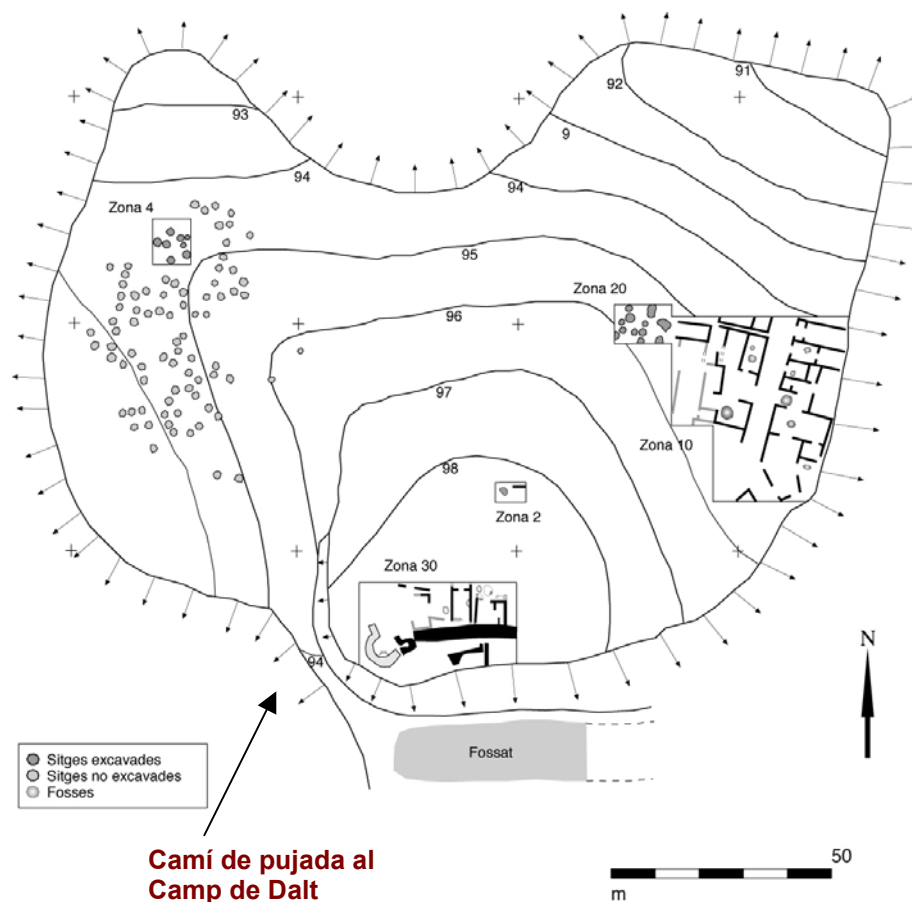 91
92
93
9
94
94
Zona 4
95
Zona 20
96
97
Zona 10
98
Zona 2
Zona 30
N
94
Fossat
Sitges excavades
Sitges no excavades
Fosses
Camí de pujada al
Camp de Dalt
50
m